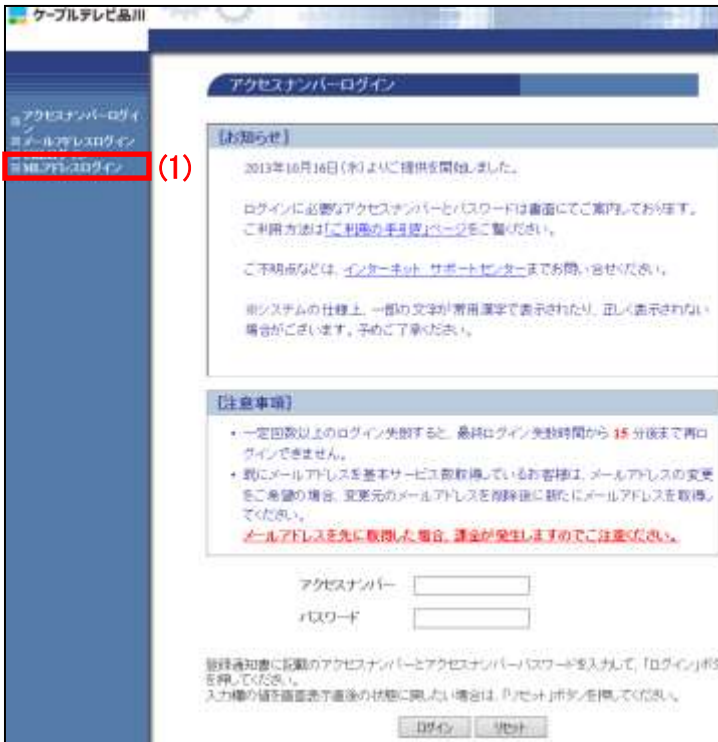 ケーブルテレビ品川
アクセスナンバーログイン
アクセスナンバーログイ
ン
メールアドレスログイン
MLアドレスログイン
(1)
【お知らせ】
2013年10月16日(水)よりご提供を開始しました。
ログインに必要なアクセスナンバーとパスワードは書面にてご案内しております。
ご利用方法は「ご利用の手引き」ページをご覧ください。
ご不明点などは、インターネット サポートセンターまでお問い合せください。
※システムの仕様上、一部の文字が常用漢字で表示されたり、正しく表示されない
場合がございます。予めご了承ください。
【注意事項】
・一定回数以上のログイン失敗すると、最終ログイン失敗時間から 15 分後まで再ロ
グインできません。
・既にメールアドレスを基本サービス数取得しているお客様は、メールアドレスの変更
をご希望の場合、変更元のメールアドレスを削除後に新たにメールアドレスを取得し
てください。
メールアドレスを先に取得した場合、課金が発生しますのでご注意ください。
アクセスナンバー
パスワード
登録通知書に記載のアクセスナンバーとアクセスナンバーパスワードを入力して、「ログイン」ボタ
を押してください。
入力欄の値を画面表示直後の状態に戻したい場合は、「リセット」ボタンを押してください。
ログイン リセット